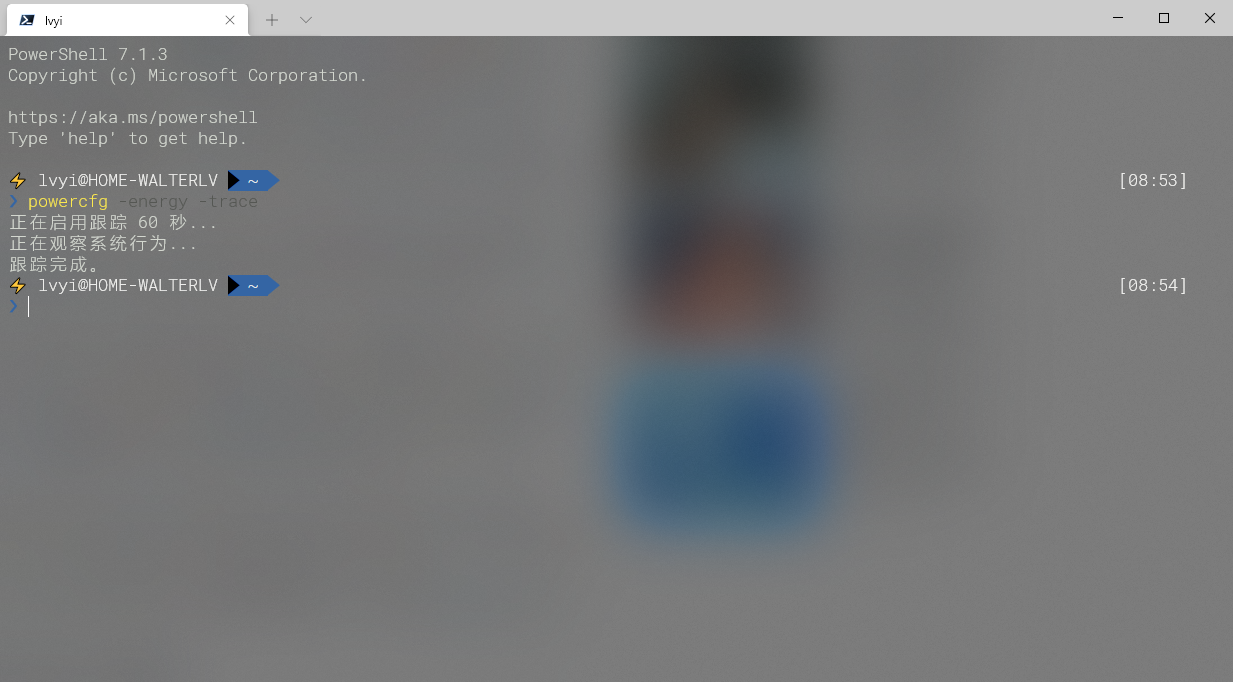 lvyi
PowerShell 7.1.3
Copyright (c) Microsoft Corporation.
https://aka.ms/powershell
Type 'help' to get help.
⚡ lvyi@HOME-WALTERLV ~ [08:53]
❯ powercfg -energy -trace
正在启用跟踪 60 秒...
正在观察系统行为...
跟踪完成。
⚡ lvyi@HOME-WALTERLV ~ [08:54]
❯